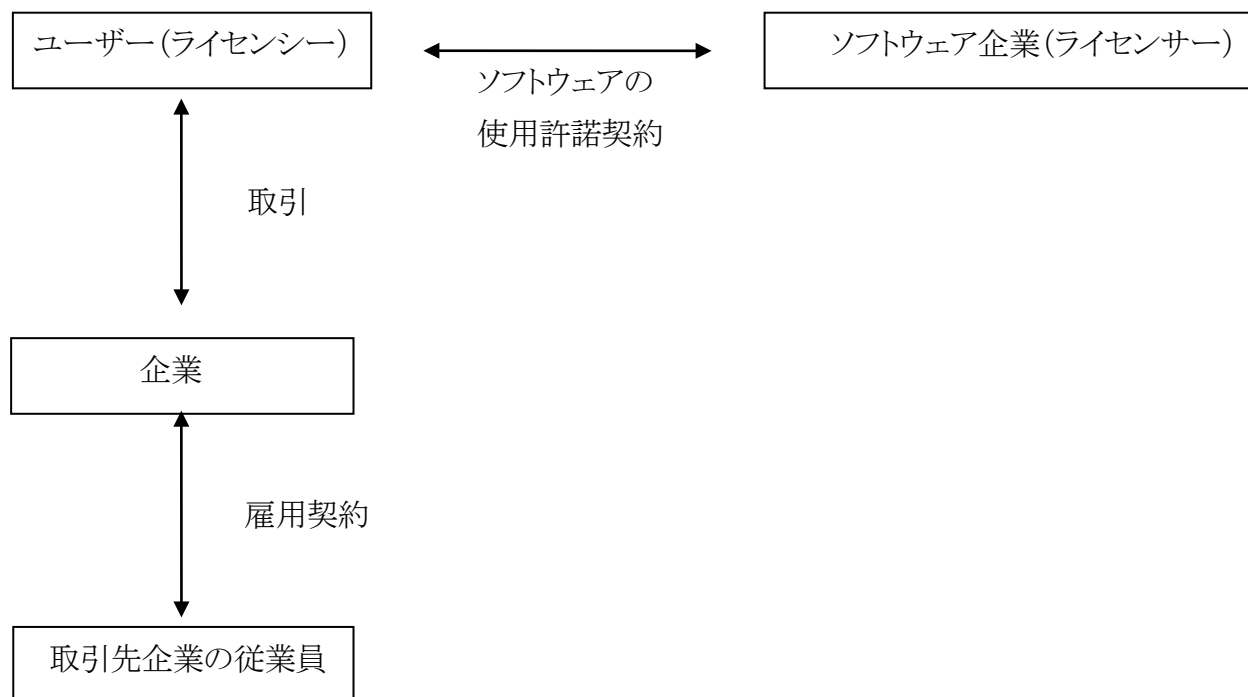 ユーザー(ライセンシー)
ソフトウェア企業(ライセンサー)
ソフトウェアの
使用許諾契約
取引
企業
雇用契約
取引先企業の従業員